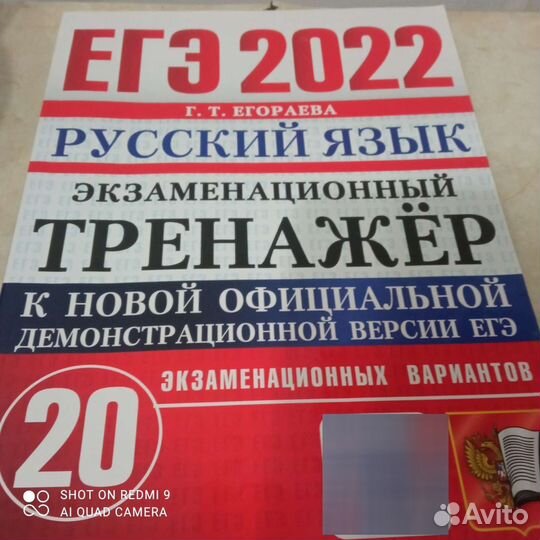 ЕГЭ 2022
Г. Т. ЕГОРАЕВА
РУССКИЙ ЯЗЫК
ЭКЗАМЕНАЦИОННЫЙ
ТРЕНАЖЁР
К НОВОЙ ОФИЦИАЛЬНОЙ
ДЕМОНСТРАЦИОННОЙ ВЕРСИИ ЕГЭ
20
ЭКЗАМЕНАЦИОННЫХ ВАРИАНТОВ
SHOT ON REDMI 9
AI QUAD CAMERA
Avito